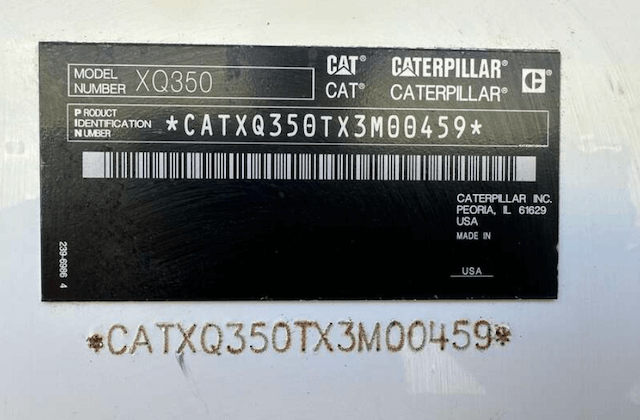 MODEL NUMBER XQ350
CAT® CATERPILLAR®
CAT® CATERPILLAR® C
PRODUCT
IDENTIFICATION
NUMBER
*CATXQ350TX3M00459*
CATERPILLAR INC.
PEORIA, IL 61629
USA
MADE IN
USA
239-6986 4
*CATXQ350TX3M00459*